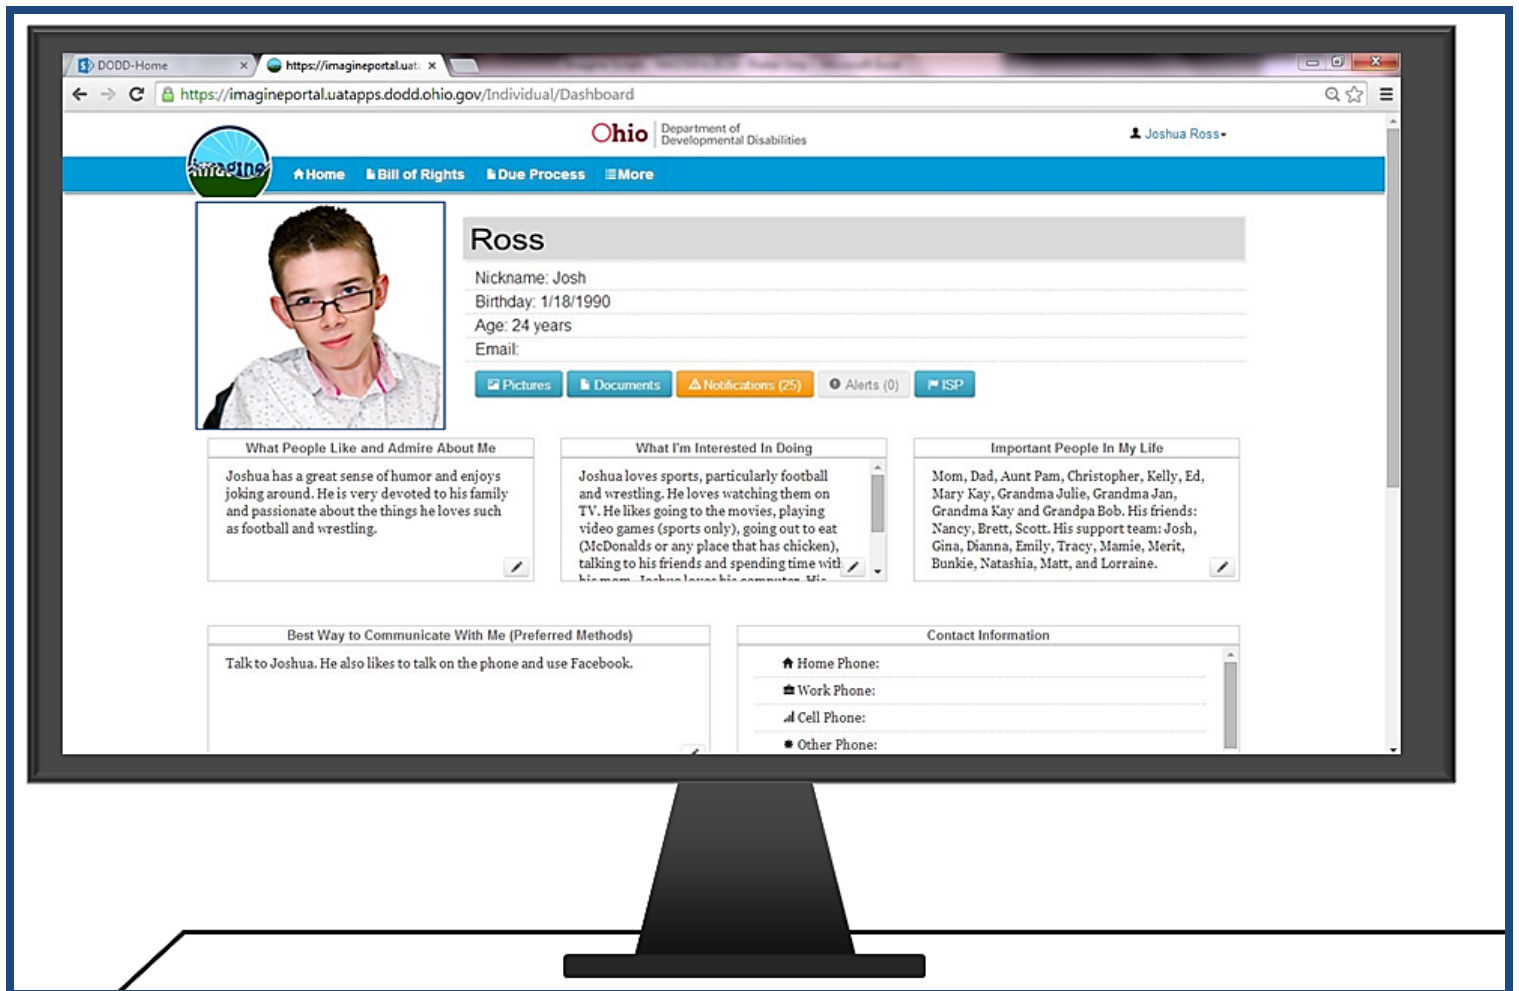 DODD-Home
https://imagineportal.uat
https://imagineportal.uatapps.dodd.ohio.gov/Individual/Dashboard
Ohio Department of
Developmental Disabilities
Joshua Ross
imagine
Home Bill of Rights Due Process More
Ross
Nickname: Josh
Birthday: 1/18/1990
Age: 24 years
Email:
Pictures Documents Notifications (25) Alerts (0) ISP
What People Like and Admire About Me
Joshua has a great sense of humor and enjoys
joking around. He is very devoted to his family
and passionate about the things he loves such
as football and wrestling.
What I'm Interested In Doing
Joshua loves sports, particularly football
and wrestling. He loves watching them on
TV. He likes going to the movies, playing
video games (sports only), going out to eat
(McDonalds or any place that has chicken),
talking to his friends and spending time with
his mom. Joshua loves his computer. His
Important People In My Life
Mom, Dad, Aunt Pam, Christopher, Kelly, Ed,
Mary Kay, Grandma Julie, Grandma Jan,
Grandma Kay and Grandpa Bob. His friends:
Nancy, Brett, Scott. His support team: Josh,
Gina, Dianna, Emily, Tracy, Mamie, Merit,
Bunkie, Natashia, Matt, and Lorraine.
Best Way to Communicate With Me (Preferred Methods)
Talk to Joshua. He also likes to talk on the phone and use Facebook.
Contact Information
Home Phone:
Work Phone:
Cell Phone:
Other Phone: